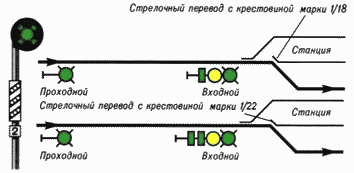 Стрелочный перевод с крестовиной марки 1/18
Станция
Проходной
Входной
Стрелочный перевод с крестовиной марки 1/22
Станция
2
Проходной
Входной